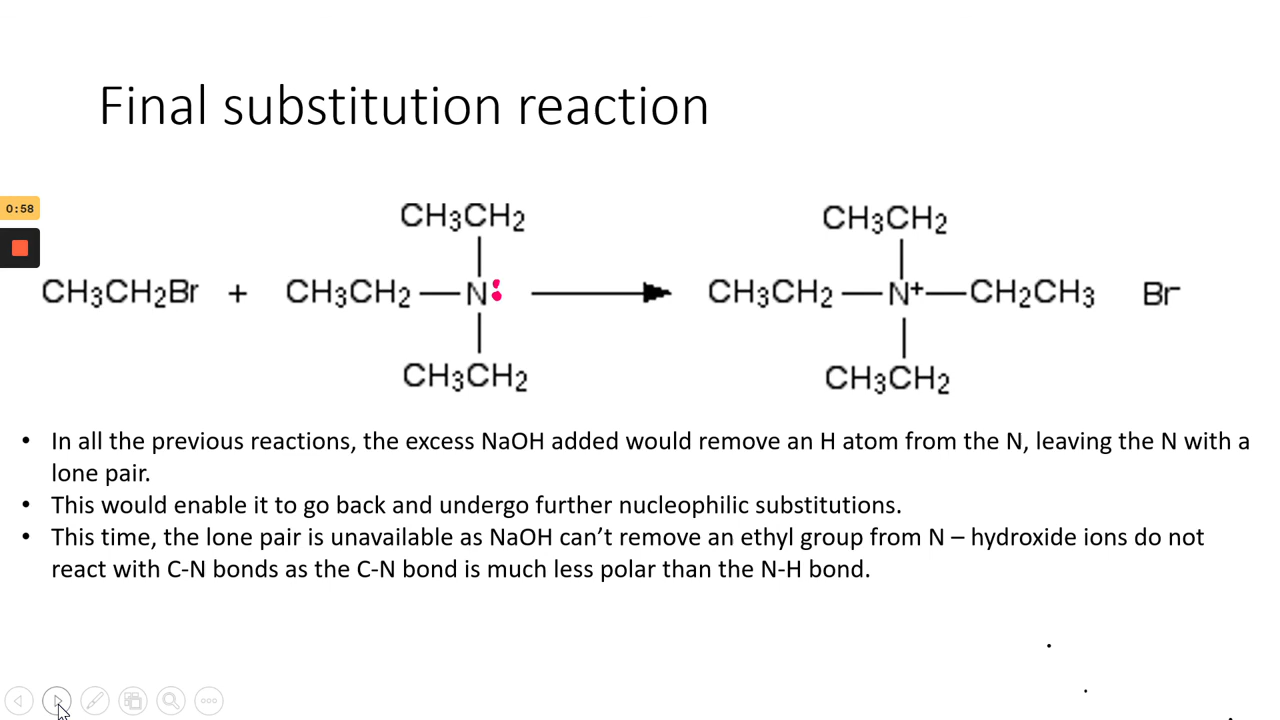 Final substitution reaction
0:58
CH3CH2 CH3CH2
CH3CH2Br + CH3CH2—N: CH3CH2—N+—CH2CH3 Br-
CH3CH2 CH3CH2
• In all the previous reactions, the excess NaOH added would remove an H atom from the N, leaving the N with a
lone pair.
• This would enable it to go back and undergo further nucleophilic substitutions.
• This time, the lone pair is unavailable as NaOH can’t remove an ethyl group from N – hydroxide ions do not
react with C-N bonds as the C-N bond is much less polar than the N-H bond.